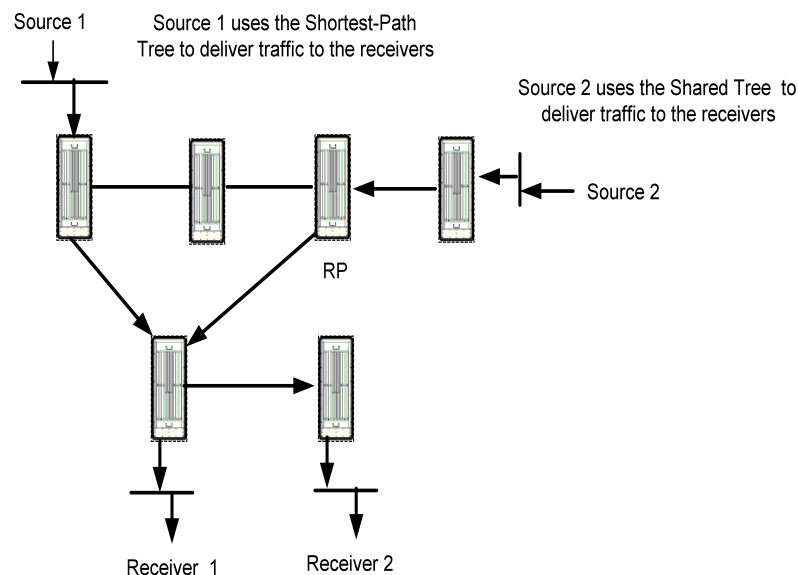 Source 1
Source 1 uses the Shortest-Path
Tree to deliver traffic to the receivers
Source 2 uses the Shared Tree to
deliver traffic to the receivers
Source 2
RP
Receiver 1
Receiver 2